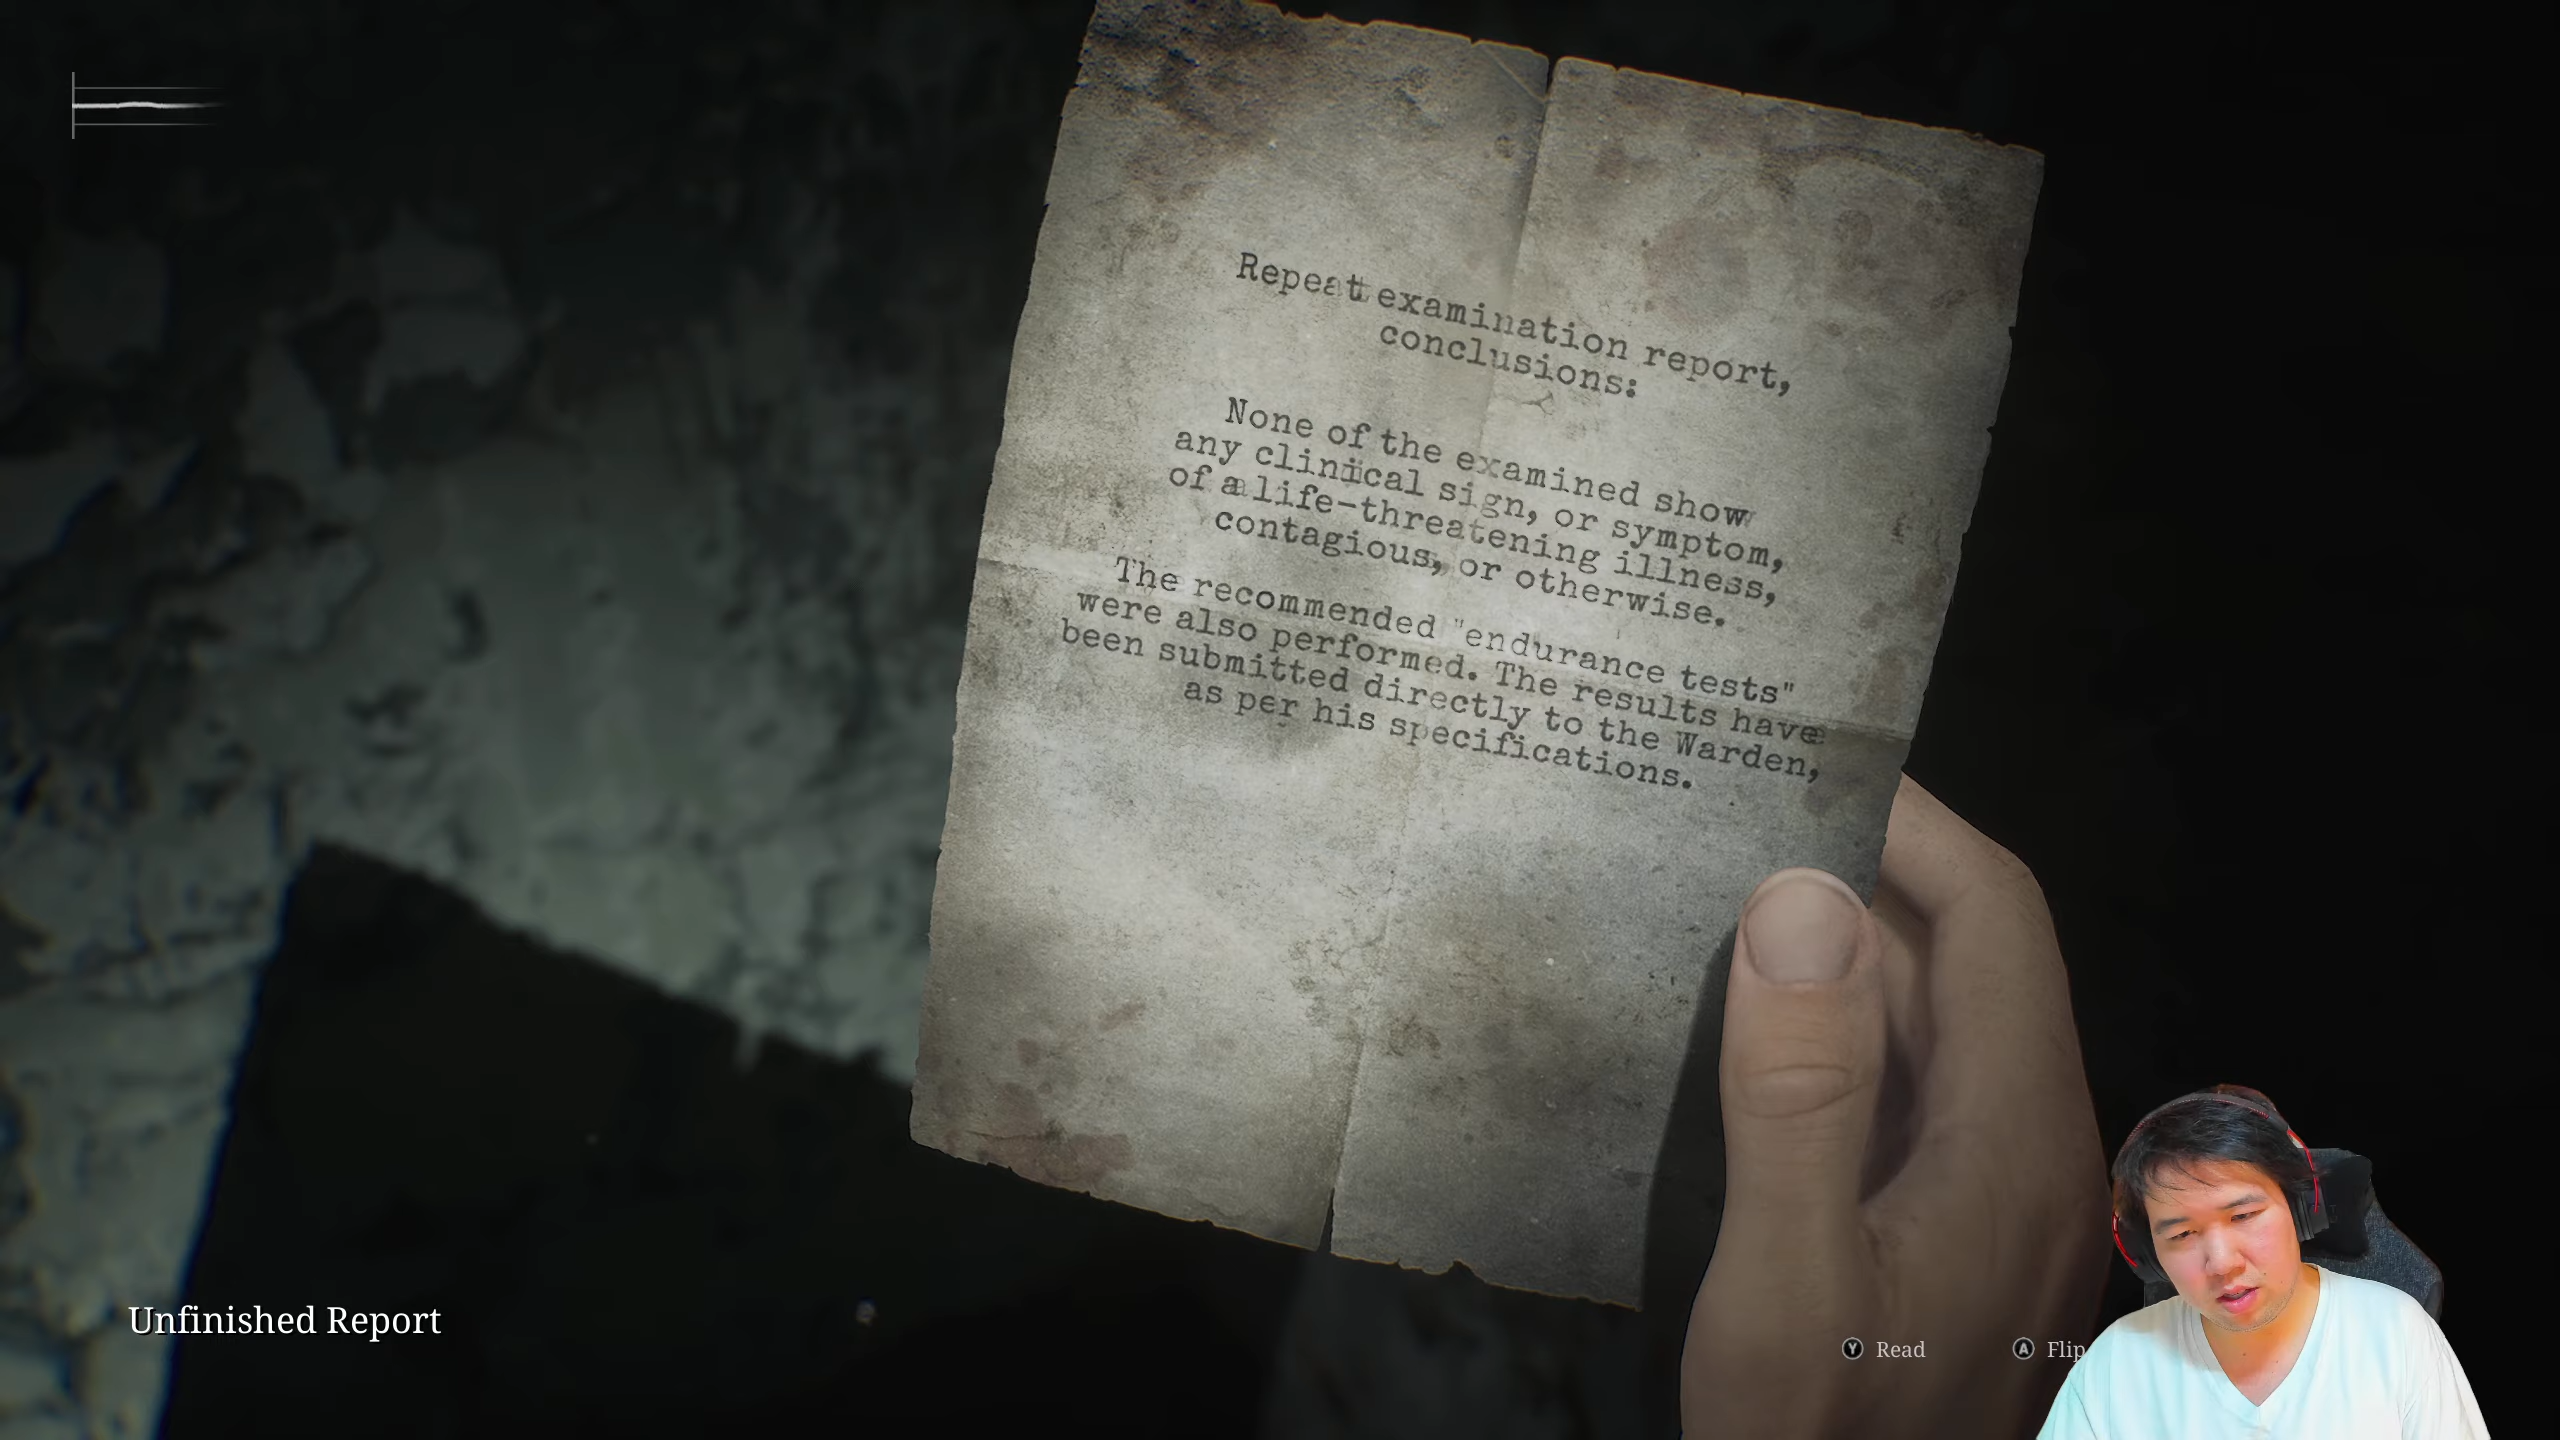 Repeat examination report,
conclusions:
None of the examined show
any clinical sign, or symptom,
of a life-threatening illness,
contagious, or otherwise.
The recommended "endurance tests"
were also performed. The results have
been submitted directly to the Warden,
as per his specifications.
Unfinished Report
Y Read
A Flip